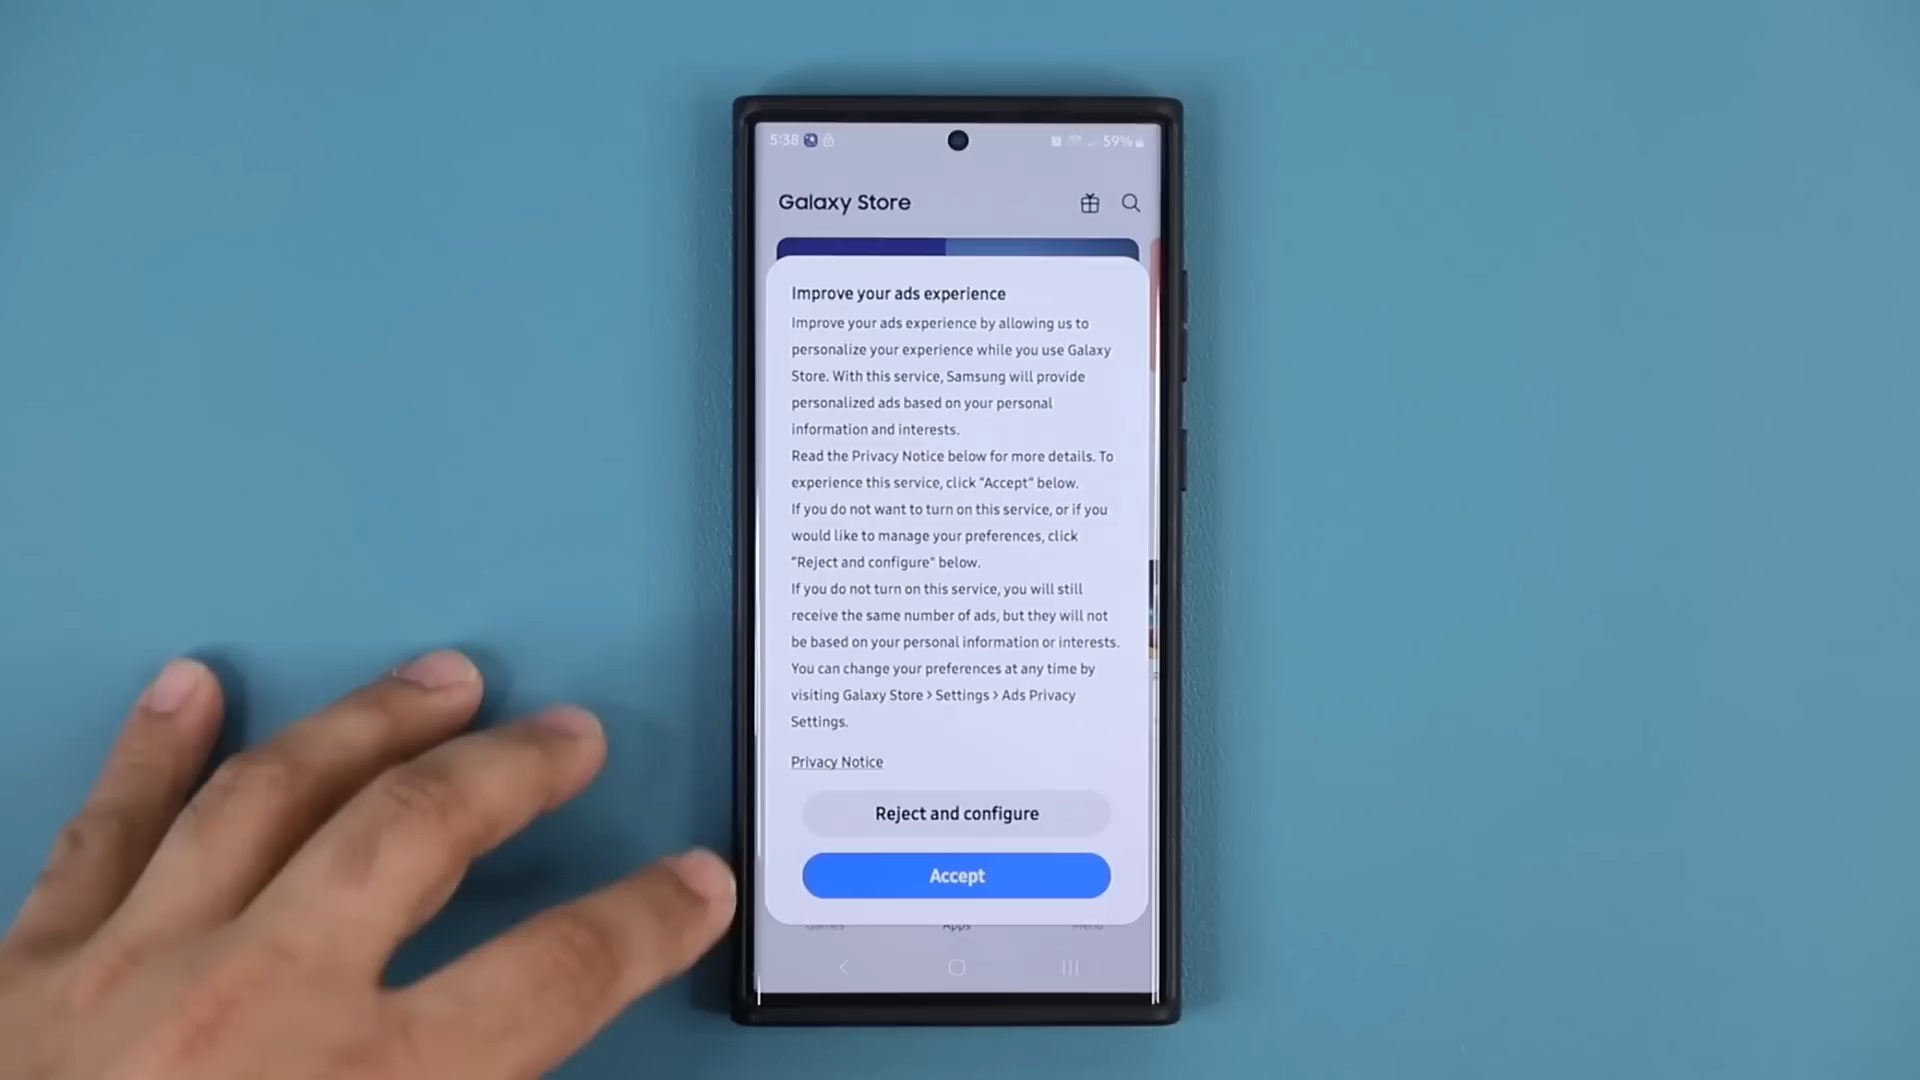 5:38
59%
Galaxy Store
Improve your ads experience
Improve your ads experience by allowing us to
personalize your experience while you use Galaxy
Store. With this service, Samsung will provide
personalized ads based on your personal
information and interests.
Read the Privacy Notice below for more details. To
experience this service, click "Accept" below.
If you do not want to turn on this service, or if you
would like to manage your preferences, click
"Reject and configure" below.
If you do not turn on this service, you will still
receive the same number of ads, but they will not
be based on your personal information or interests.
You can change your preferences at any time by
visiting Galaxy Store > Settings > Ads Privacy
Settings.
Privacy Notice
Reject and configure
Accept
Games Apps Menu